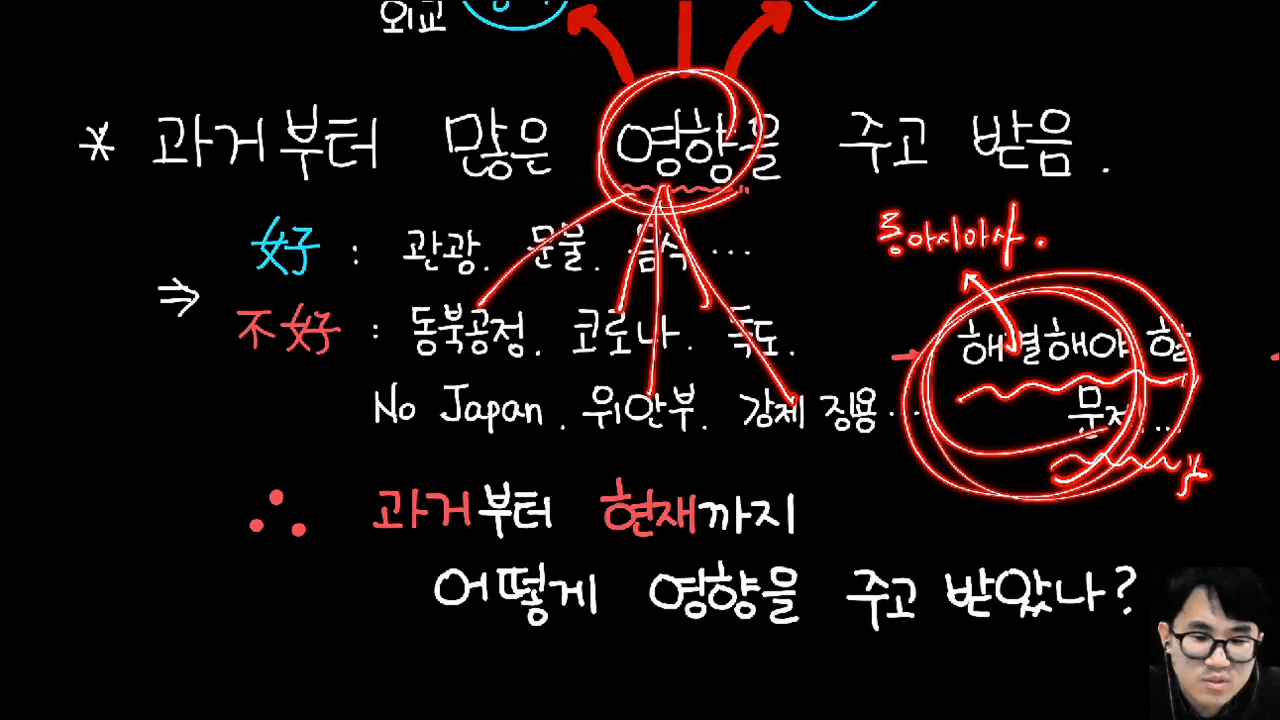 외교
* 과거부터 많은 영향을 주고 받음.
동아시아사.
好 : 관광. 문물. 음식 ...
⇒
不好 : 동북공정. 코로나. 독도. → 해결해야 할
No Japan. 위안부. 강제 징용 ... 문제...
∴ 과거부터 현재까지
어떻게 영향을 주고 받았나?